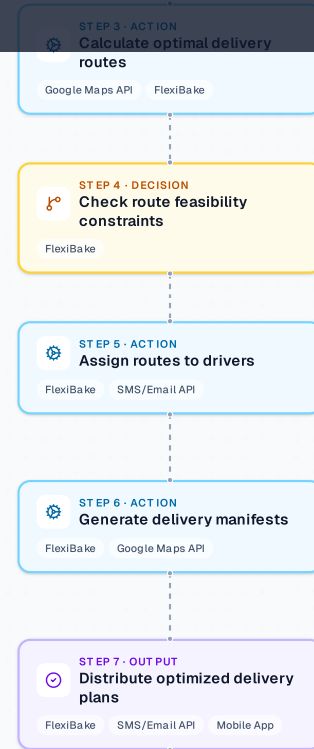 STEP 3 · ACTION
Calculate optimal delivery
routes
Google Maps API FlexiBake
STEP 4 · DECISION
Check route feasibility
constraints
FlexiBake
STEP 5 · ACTION
Assign routes to drivers
FlexiBake SMS/Email API
STEP 6 · ACTION
Generate delivery manifests
FlexiBake Google Maps API
STEP 7 · OUTPUT
Distribute optimized delivery
plans
FlexiBake SMS/Email API Mobile App